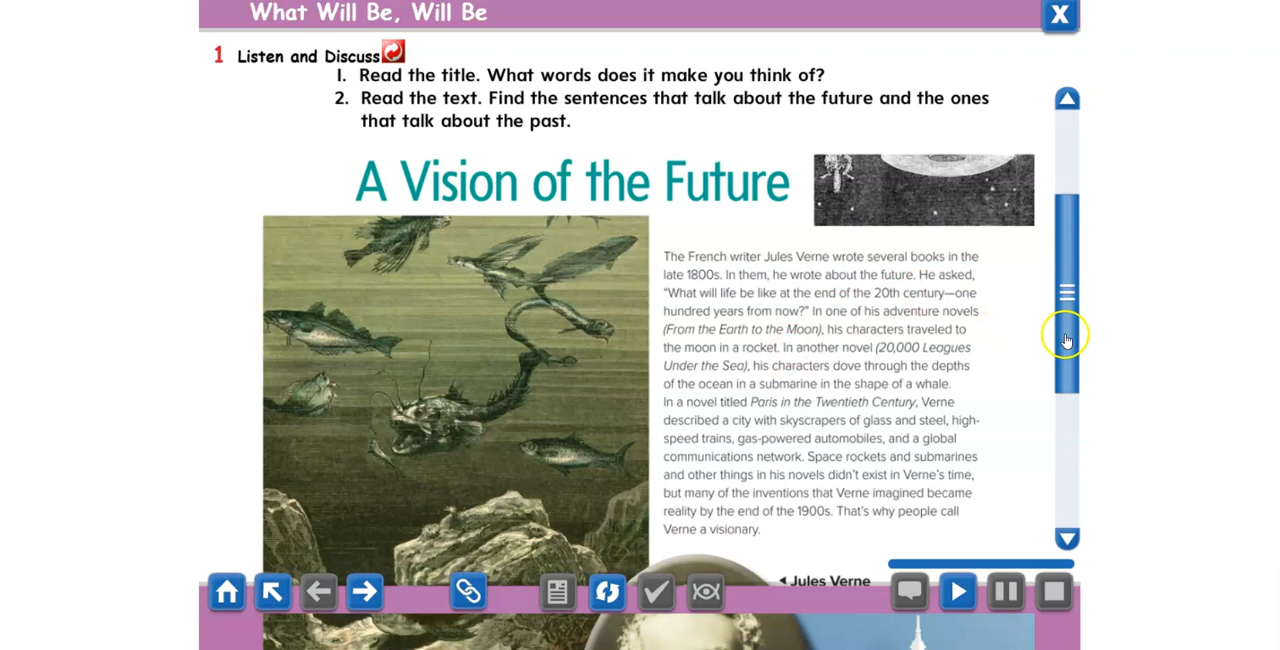 What Will Be, Will Be
X
1 Listen and Discuss
1. Read the title. What words does it make you think of?
2. Read the text. Find the sentences that talk about the future and the ones
that talk about the past.
A Vision of the Future
The French writer Jules Verne wrote several books in the
late 1800s. In them, he wrote about the future. He asked,
“What will life be like at the end of the 20th century—one
hundred years from now?” In one of his adventure novels
(From the Earth to the Moon), his characters traveled to
the moon in a rocket. In another novel (20,000 Leagues
Under the Sea), his characters dove through the depths
of the ocean in a submarine in the shape of a whale.
In a novel titled Paris in the Twentieth Century, Verne
described a city with skyscrapers of glass and steel, high-
speed trains, gas-powered automobiles, and a global
communications network. Space rockets and submarines
and other things in his novels didn’t exist in Verne’s time,
but many of the inventions that Verne imagined became
reality by the end of the 1900s. That’s why people call
Verne a visionary.
Jules Verne